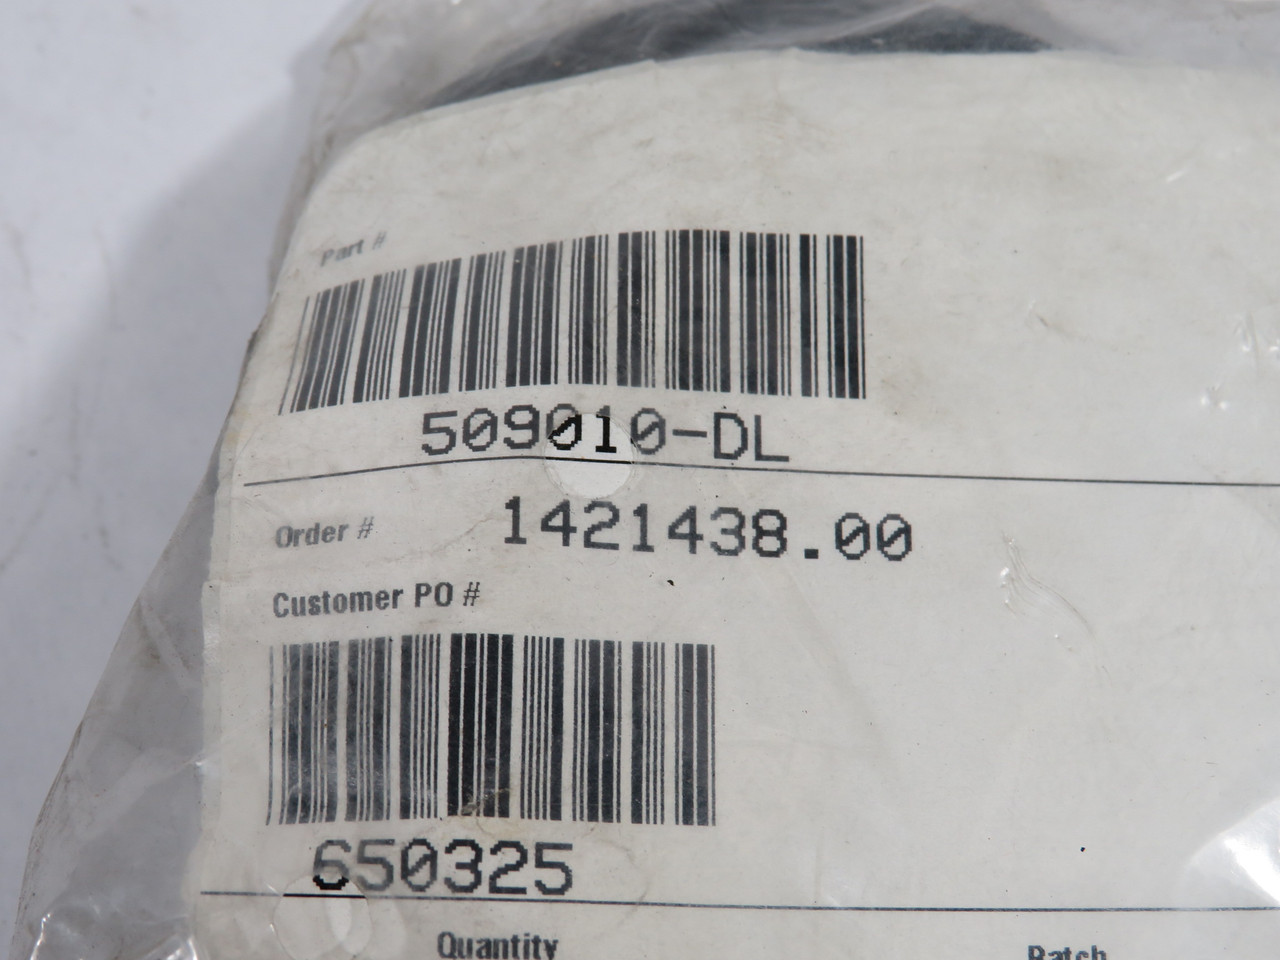 Part #
509010-DL
Order # 1421438.00
Customer PO #
650325
Quantity Batch